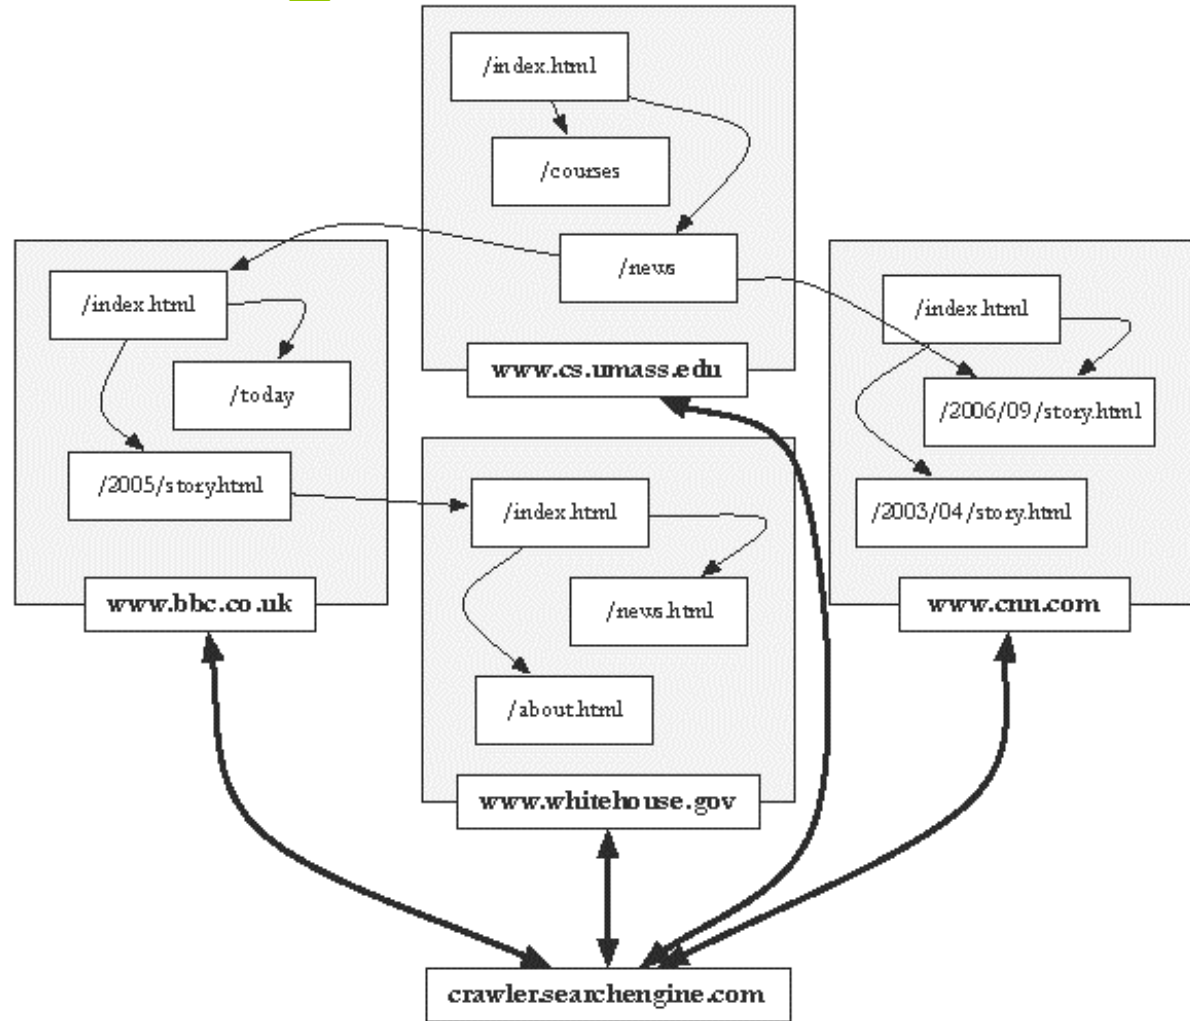 /index.html
/courses
/news
www.cs.umass.edu
/index.html
/today
/2005/story.html
www.bbc.co.uk
/index.html
/2006/09/story.html
/2003/04/story.html
www.cnn.com
/index.html
/news.html
/about.html
www.whitehouse.gov
crawler.searchengine.com